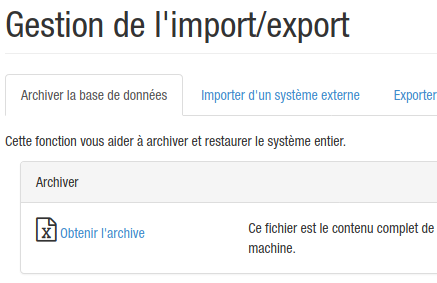 Gestion de l'import/export
Archiver la base de données Importer d'un système externe Exporter
Cette fonction vous aider à archiver et restaurer le système entier.
Archiver
Obtenir l'archive Ce fichier est le contenu complet de
machine.